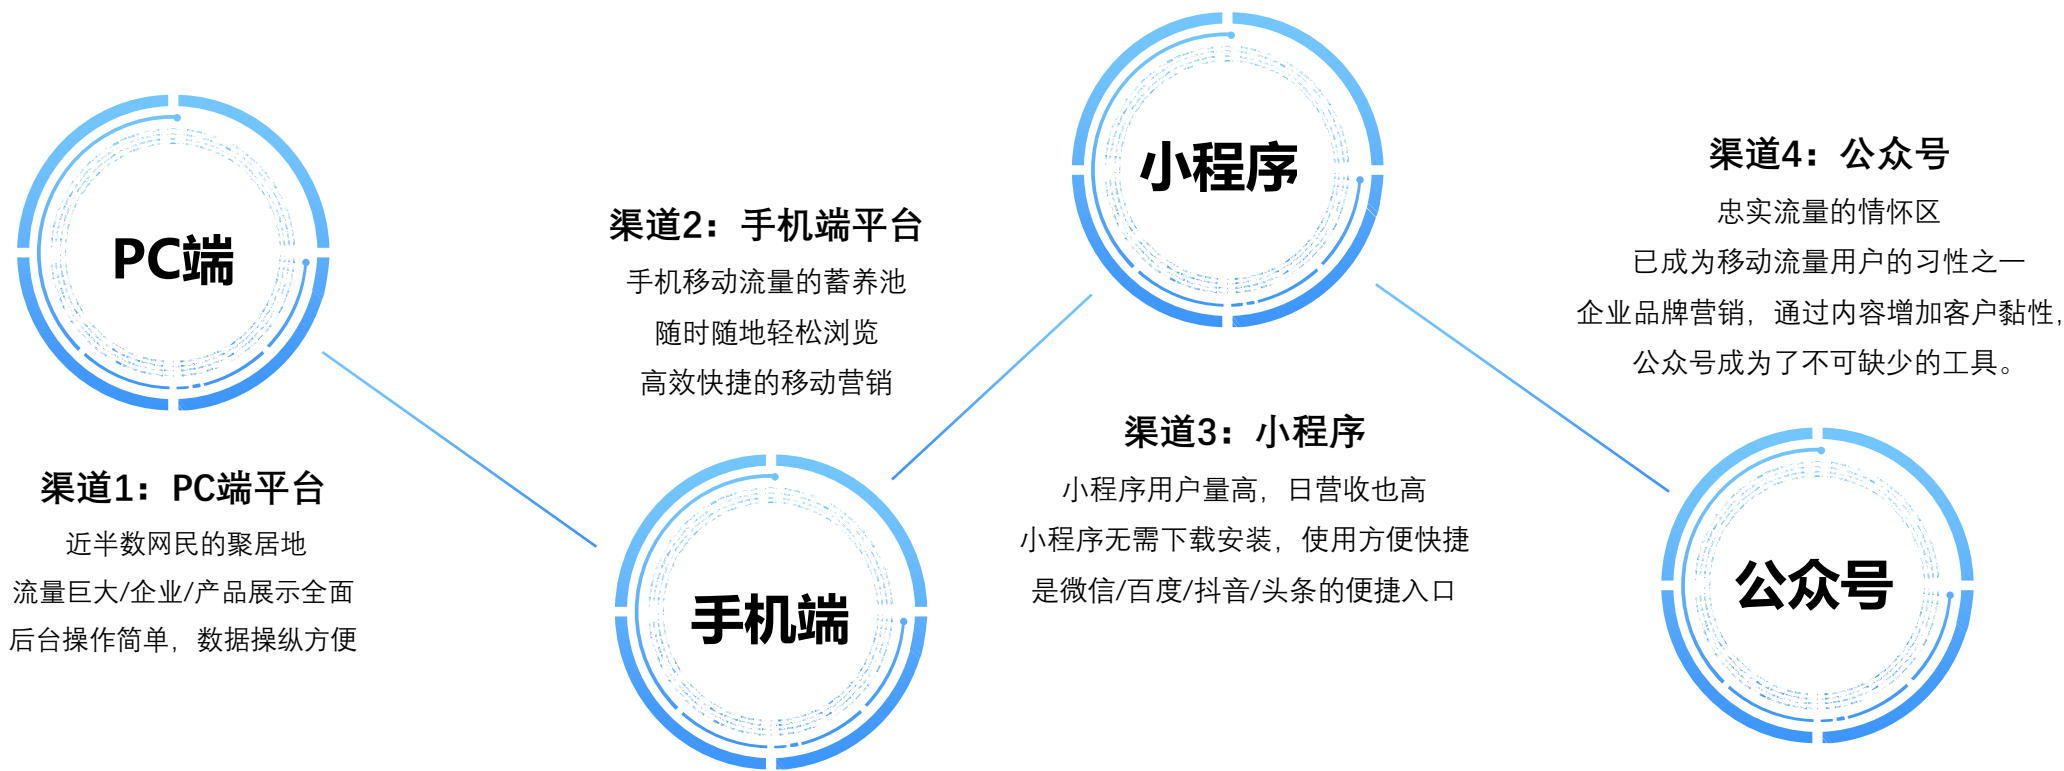 PC端
渠道1：PC端平台
近半数网民的聚居地
流量巨大/企业/产品展示全面
后台操作简单，数据操纵方便
渠道2：手机端平台
手机移动流量的蓄养池
随时随地轻松浏览
高效快捷的移动营销
手机端
小程序
渠道3：小程序
小程序用户量高，日营收也高
小程序无需下载安装，使用方便快捷
是微信/百度/抖音/头条的便捷入口
渠道4：公众号
忠实流量的情怀区
已成为移动流量用户的习性之一
企业品牌营销，通过内容增加客户黏性，
公众号成为了不可缺少的工具。
公众号